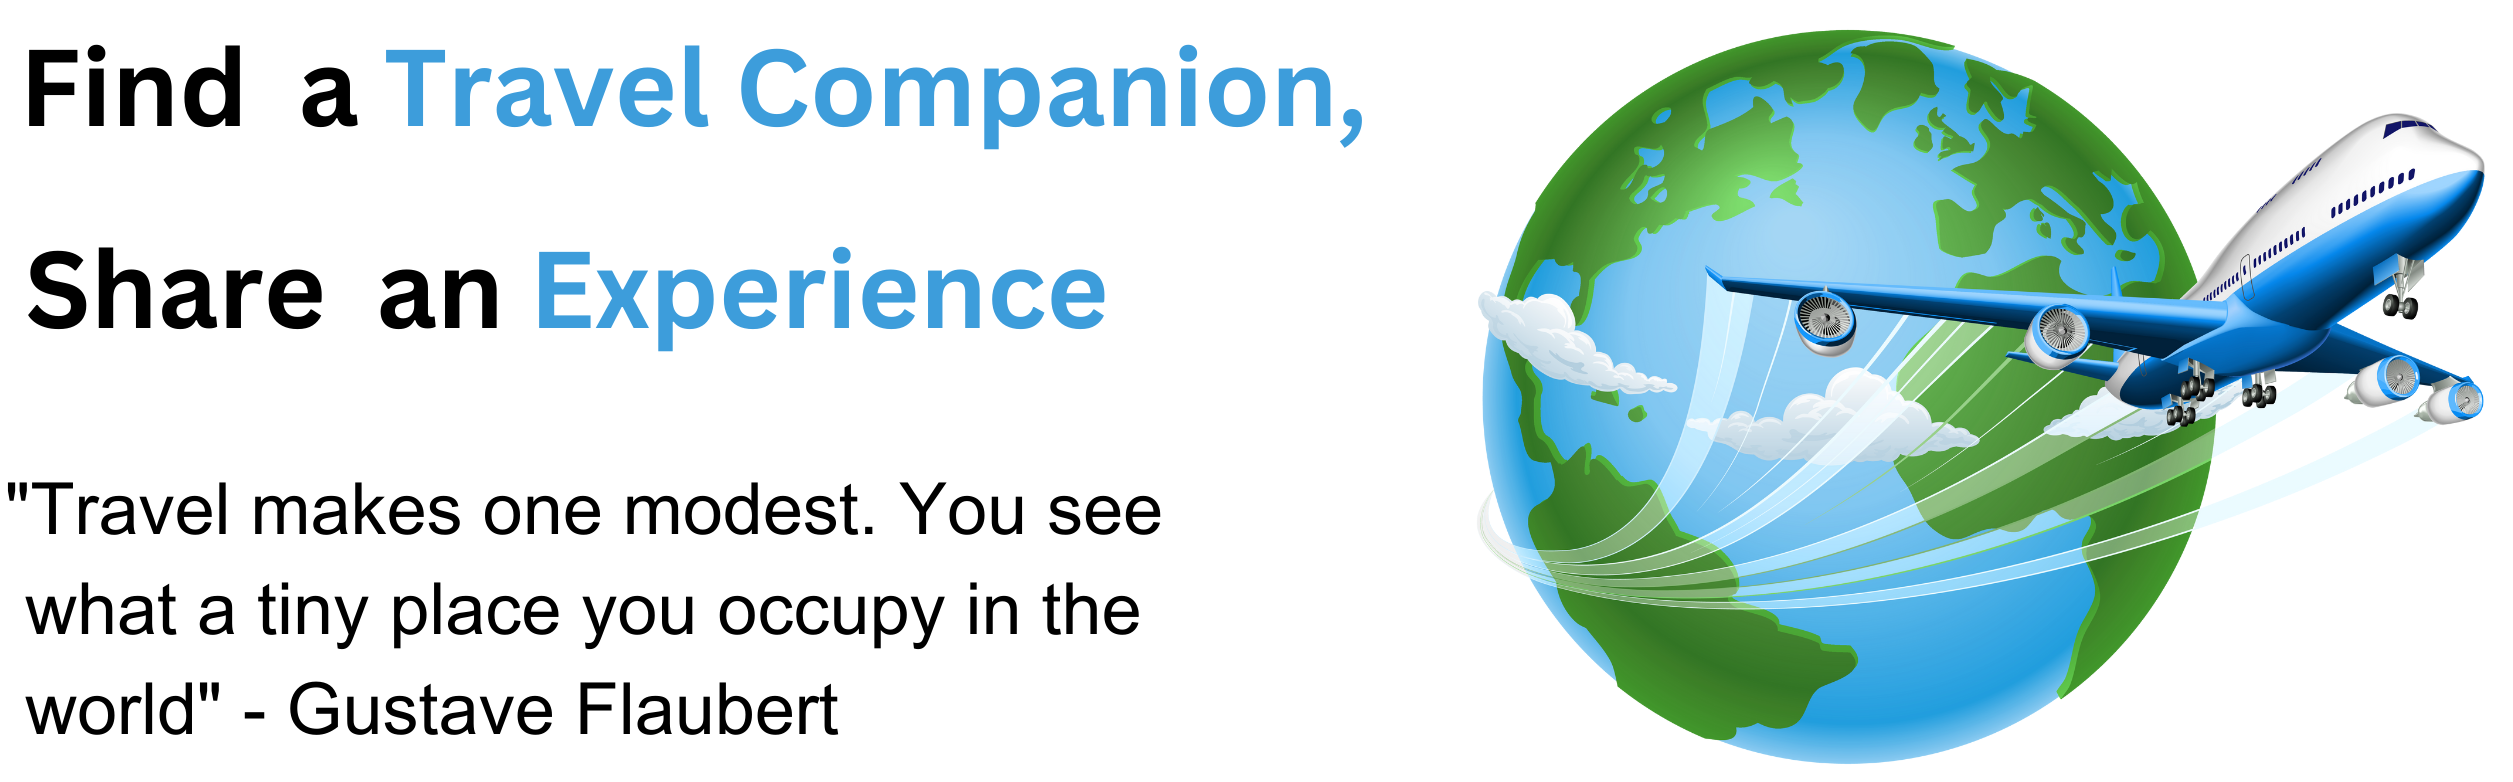 Find a Travel Companion,
Share an Experience
"Travel makes one modest. You see
what a tiny place you occupy in the
world" - Gustave Flaubert